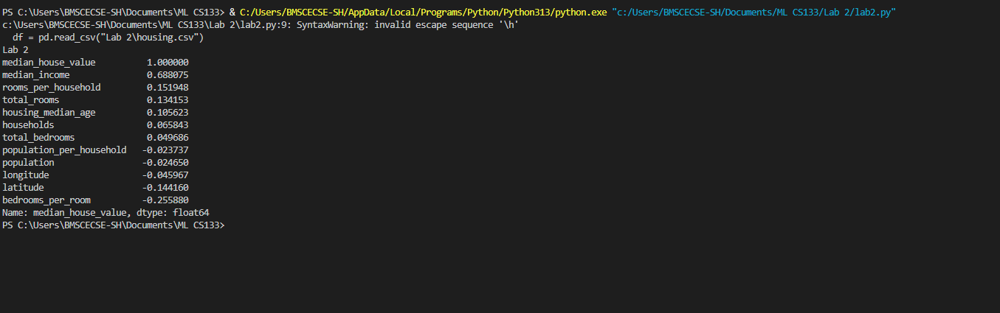 PS C:\Users\BMSCECSE-SH\Documents\ML CS133> & C:/Users/BMSCECSE-SH/AppData/Local/Programs/Python/Python313/python.exe "c:/Users/BMSCECSE-SH/Documents/ML CS133/Lab 2/lab2.py"
c:\Users\BMSCECSE-SH\Documents\ML CS133\Lab 2\lab2.py:9: SyntaxWarning: invalid escape sequence '\h'
  df = pd.read_csv("Lab 2\housing.csv")
Lab 2
median_house_value          1.000000
median_income               0.688075
rooms_per_household         0.151948
total_rooms                 0.134153
housing_median_age          0.105623
households                  0.065843
total_bedrooms              0.049686
population_per_household   -0.023737
population                 -0.024650
longitude                  -0.045967
latitude                   -0.144160
bedrooms_per_room          -0.255880
Name: median_house_value, dtype: float64
PS C:\Users\BMSCECSE-SH\Documents\ML CS133>